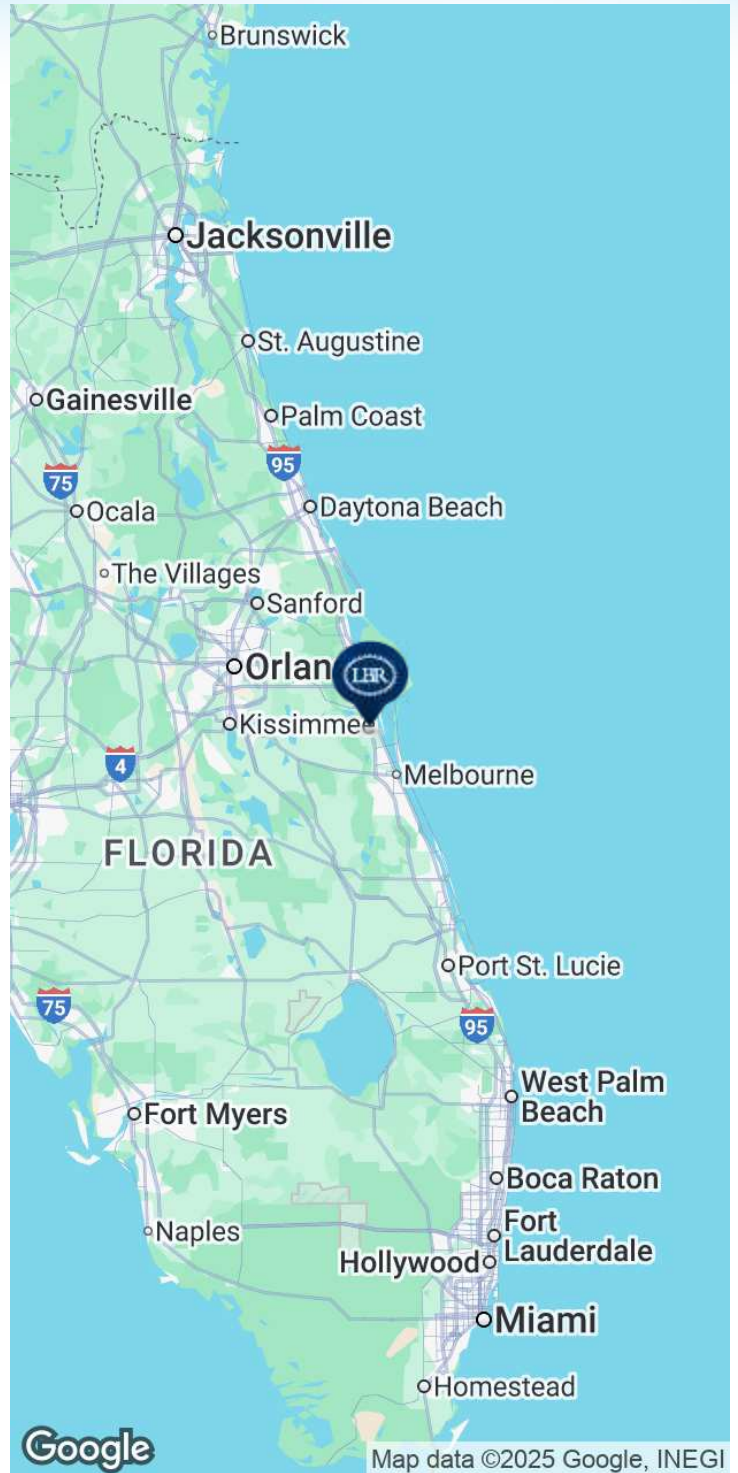 Brunswick
Jacksonville
St. Augustine
Gainesville
Palm Coast
95
75
Ocala
Daytona Beach
The Villages
Sanford
Orlan
LBR
Kissimmee
4
Melbourne
FLORIDA
Port St. Lucie
75
95
West Palm
Beach
Fort Myers
Boca Raton
Naples
Fort
Lauderdale
Hollywood
Miami
Homestead
Google
Map data ©2025 Google, INEGI